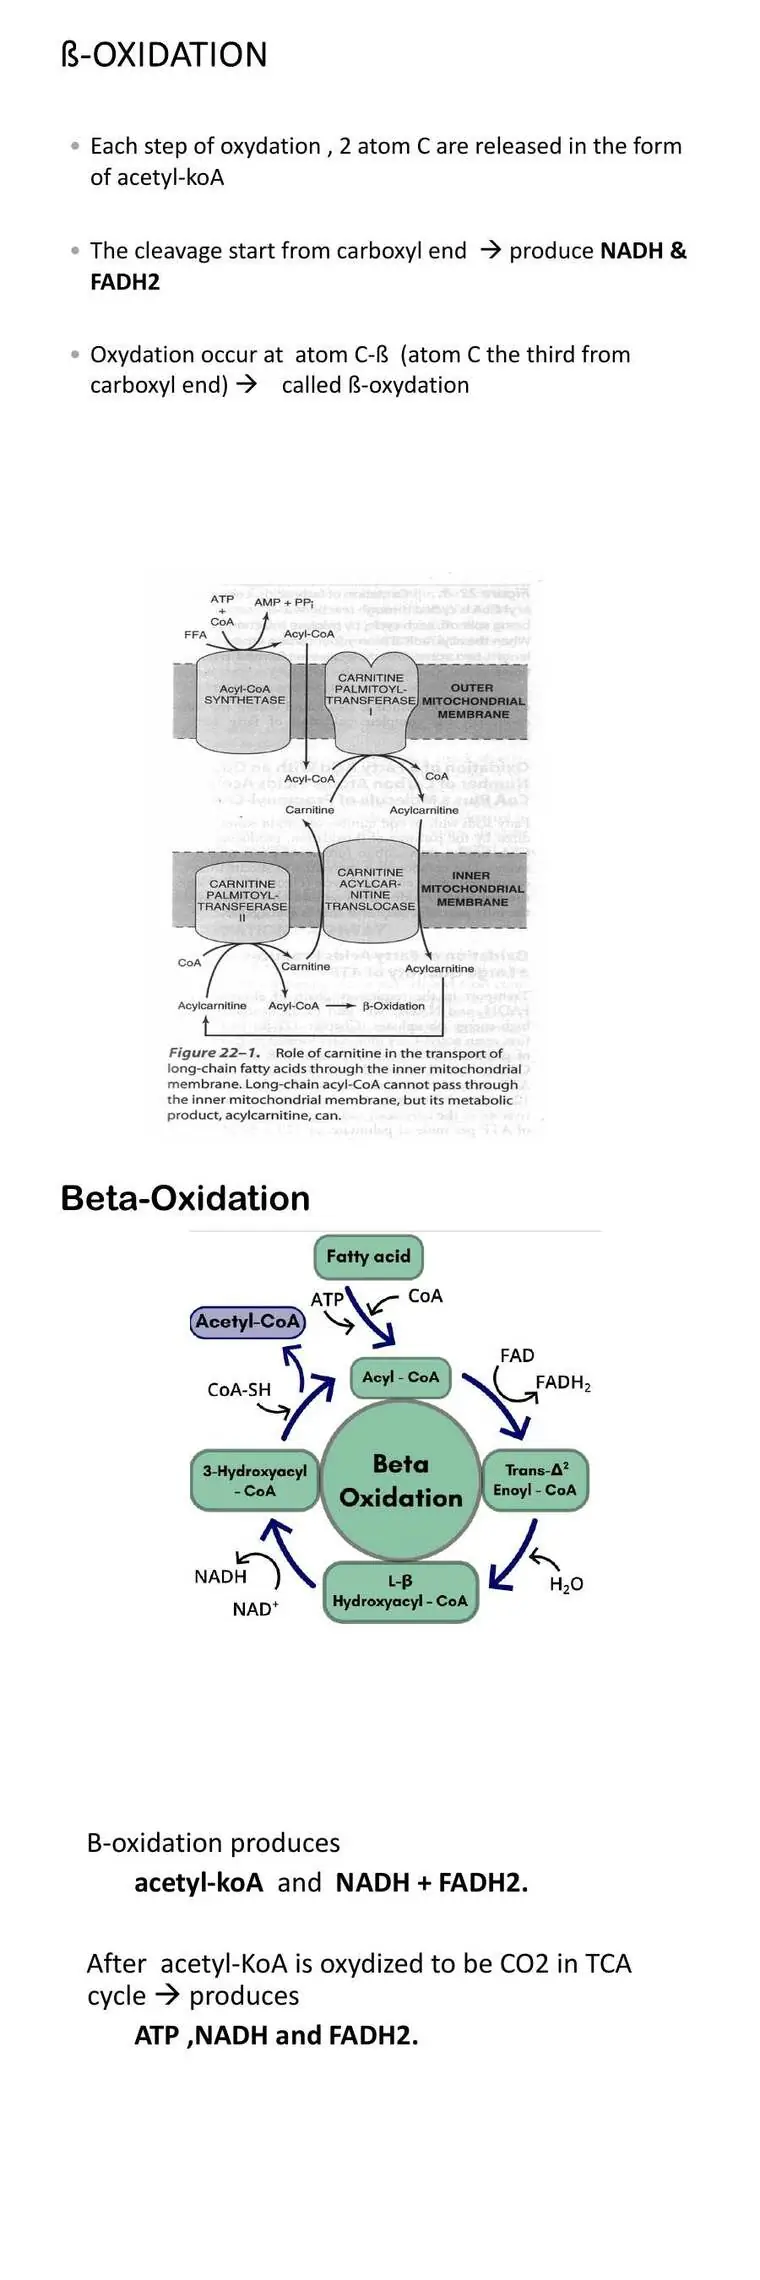 ß-OXIDATION
• Each step of oxydation , 2 atom C are released in the form
of acetyl-koA
• The cleavage start from carboxyl end → produce NADH &
FADH2
• Oxydation occur at atom C-ß (atom C the third from
carboxyl end) → called ß-oxydation
ATP
+
CoA
AMP + PPi
FFA
Acyl-CoA
Acyl-CoA
SYNTHETASE
CARNITINE
PALMITOYL-
TRANSFERASE
I
OUTER
MITOCHONDRIAL
MEMBRANE
Acyl-CoA
CoA
Carnitine
Acylcarnitine
CARNITINE
PALMITOYL-
TRANSFERASE
II
CARNITINE
ACYLCAR-
NITINE
TRANSLOCASE
INNER
MITOCHONDRIAL
MEMBRANE
CoA
Carnitine
Acylcarnitine
Acylcarnitine
Acyl-CoA → β-Oxidation
Figure 22–1. Role of carnitine in the transport of
long-chain fatty acids through the inner mitochondrial
membrane. Long-chain acyl-CoA cannot pass through
the inner mitochondrial membrane, but its metabolic
product, acylcarnitine, can.
Beta-Oxidation
Fatty acid
ATP
CoA
Acetyl-CoA
Acyl - CoA
FAD
FADH₂
CoA-SH
3-Hydroxyacyl
- CoA
Beta
Oxidation
Trans-Δ²
Enoyl - CoA
NADH
NAD⁺
L-β
Hydroxyacyl - CoA
H₂O
B-oxidation produces
acetyl-koA and NADH + FADH2.
After acetyl-KoA is oxydized to be CO2 in TCA
cycle → produces
ATP ,NADH and FADH2.